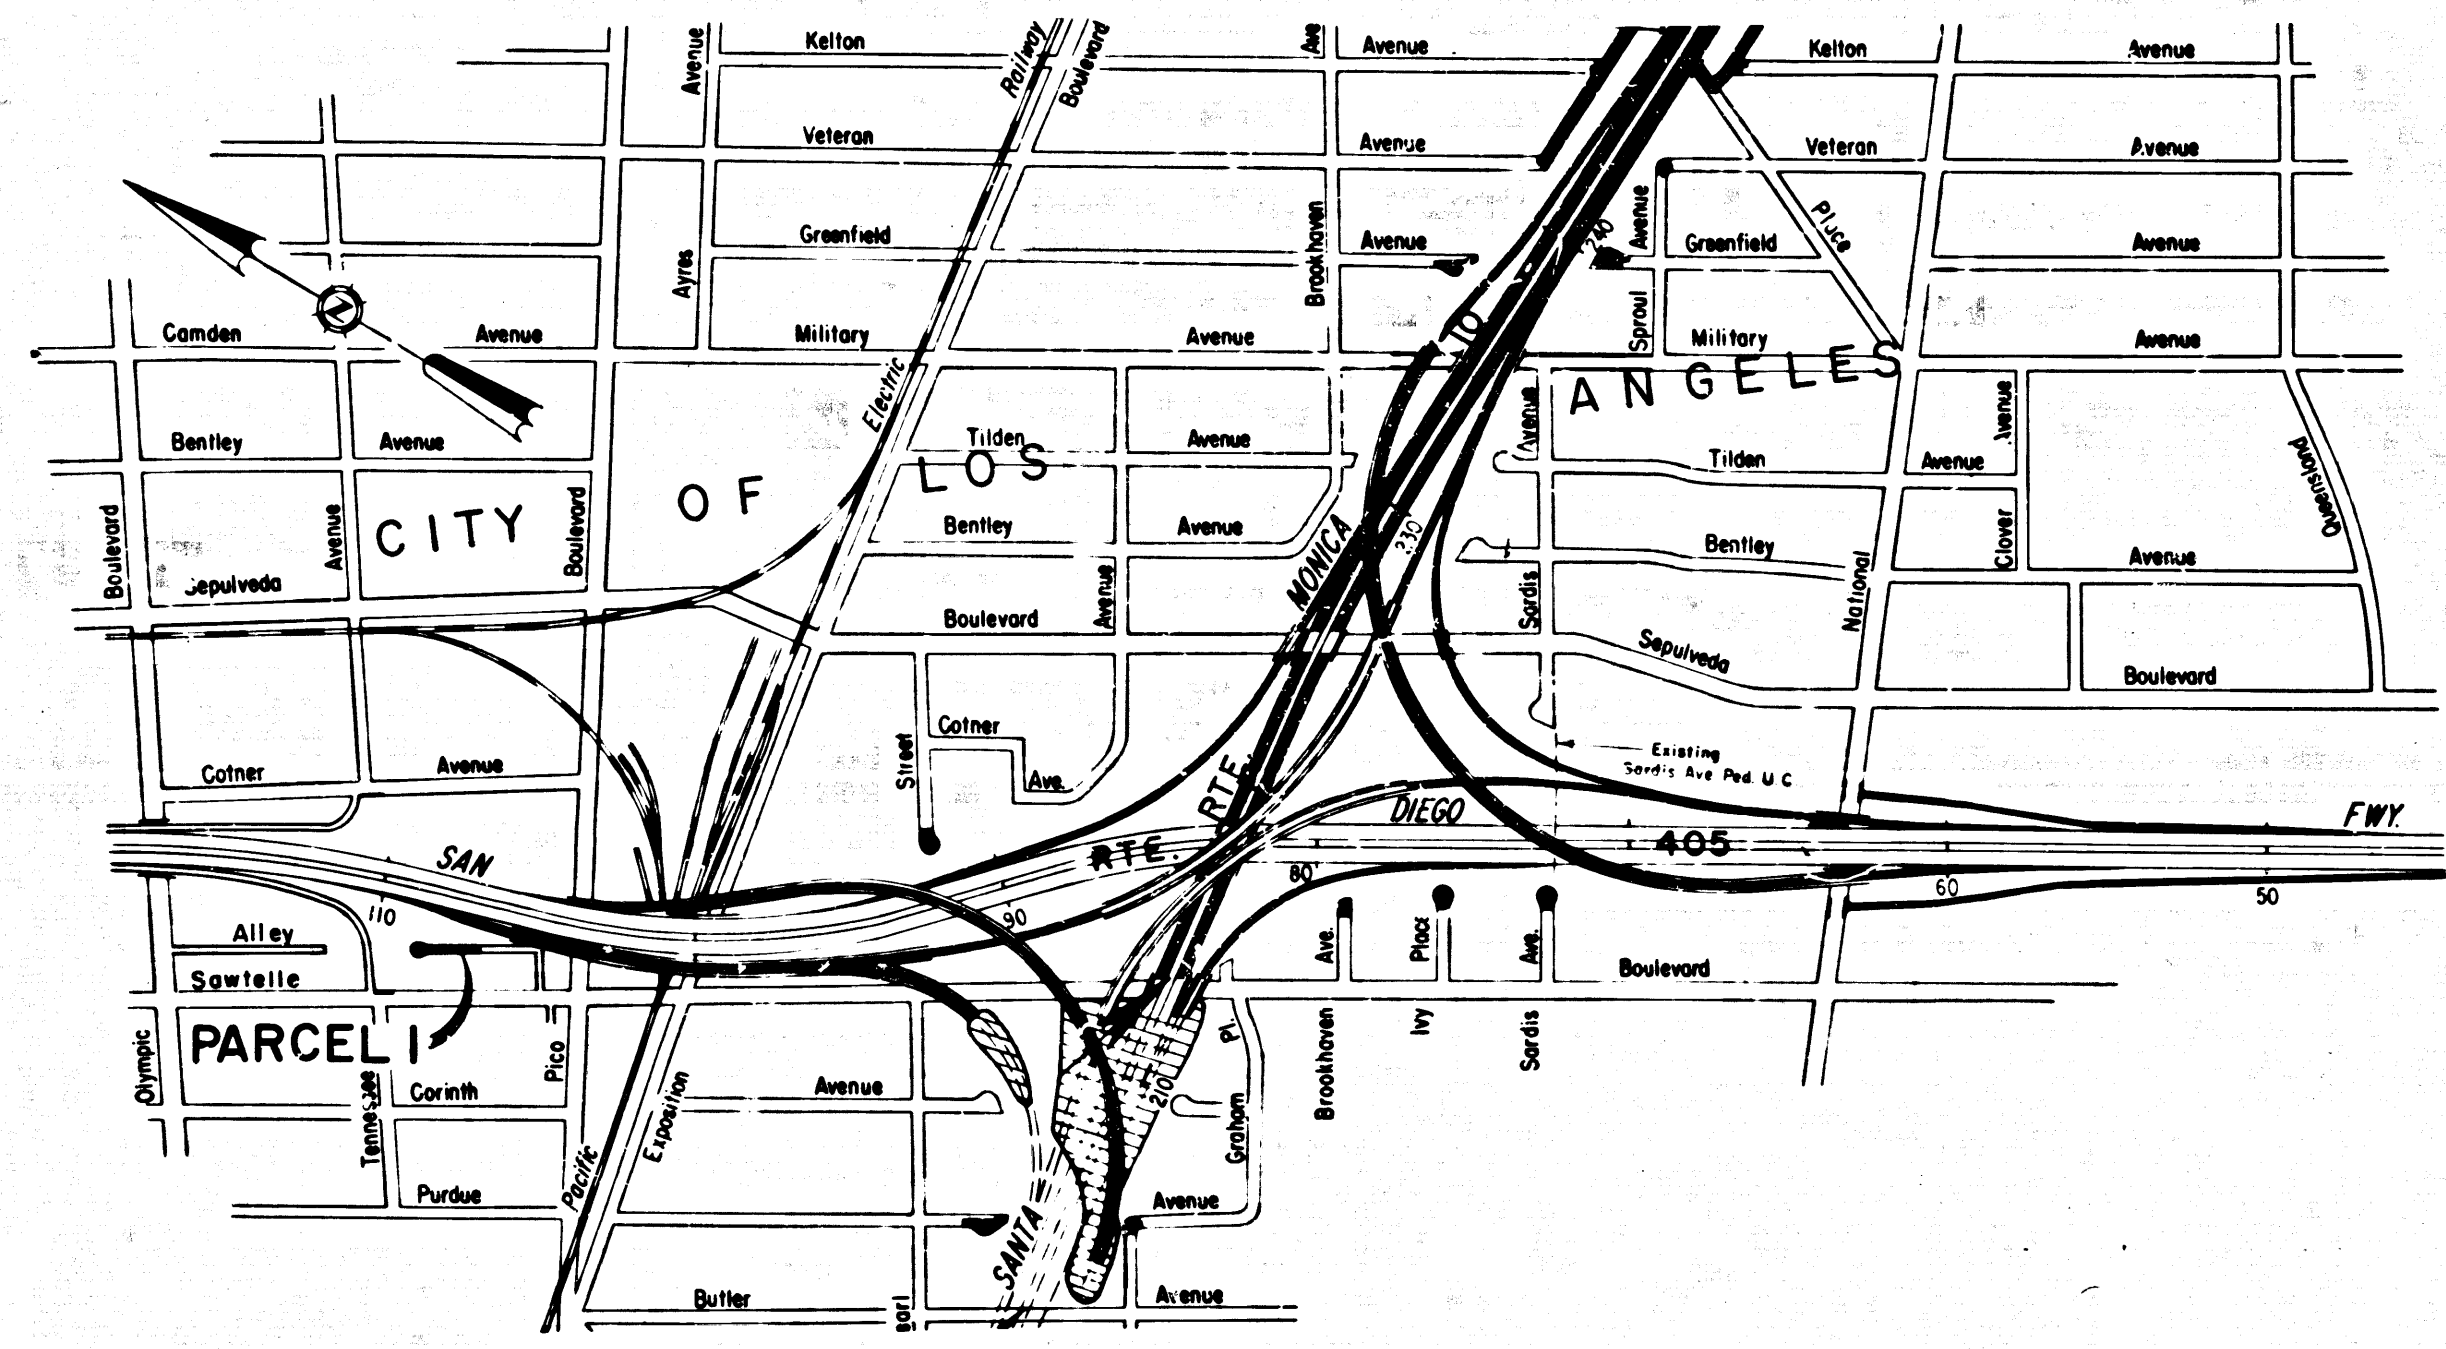 Kelton
Avenue
Kelton
Avenue
Avenue
Railway
Boulevard
Ave
Veteran
Avenue
Veteran
Avenue
Greenfield
Avenue
Avenue
Greenfield
Place
Avenue
240
Ayres
Brookhaven
Sproul
N
Camden
Avenue
Military
Avenue
TO
Military
Avenue
CITY OF LOS ANGELES
Electric
Bentley
Avenue
Tilden
Avenue
Avenue
Tilden
Avenue
Avenue
Queensland
Boulevard
Avenue
Boulevard
Bentley
Avenue
MONICA
230
Bentley
Clover
Avenue
Sepulveda
Boulevard
Avenue
Sardis
National
Sepulveda
Boulevard
Cotner
Avenue
Street
Cotner
Ave.
RTE.
Existing
Sardis Ave Ped. U C
SAN
RTE.
DIEGO
405
FWY.
110
90
80
60
50
Alley
Sawtelle
Ave.
Place
Ave.
Boulevard
PARCEL 1
Olympic
Tennessee
Pico
Corinth
Exposition
Avenue
210
Pl.
Graham
Brookhaven
Ivy
Sardis
Purdue
Pacific
SANTA
Avenue
Butler
Avenue